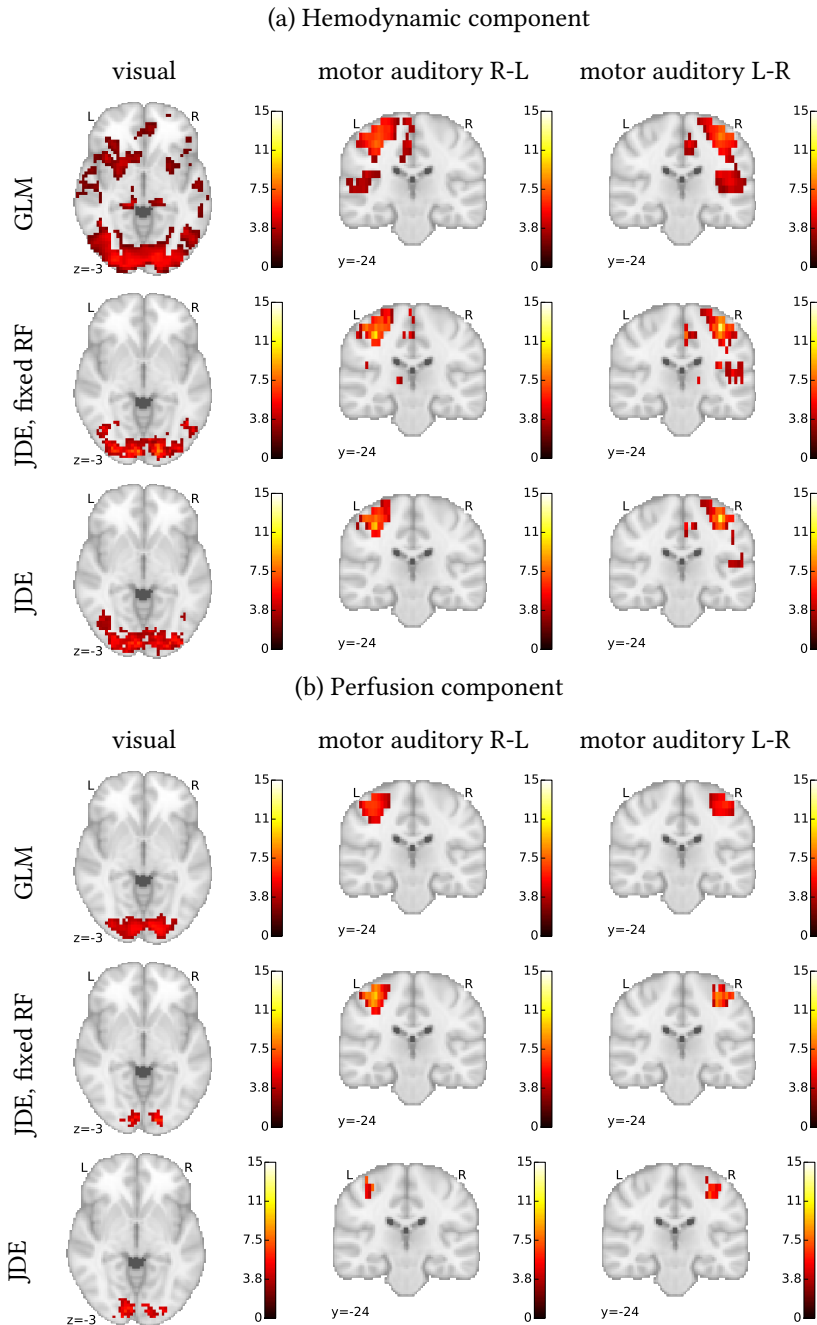 (a) Hemodynamic component
visual motor auditory R-L motor auditory L-R
GLM
L R 15 11 7.5 3.8 0 z=-3
L R 15 11 7.5 3.8 0 y=-24
L R 15 11 7.5 3.8 0 y=-24
JDE, fixed RF
L R 15 11 7.5 3.8 0 z=-3
L R 15 11 7.5 3.8 0 y=-24
L R 15 11 7.5 3.8 0 y=-24
JDE
L R 15 11 7.5 3.8 0 z=-3
L R 15 11 7.5 3.8 0 y=-24
L R 15 11 7.5 3.8 0 y=-24
(b) Perfusion component
visual motor auditory R-L motor auditory L-R
GLM
L R 15 11 7.5 3.8 0 z=-3
L R 15 11 7.5 3.8 0 y=-24
L R 15 11 7.5 3.8 0 y=-24
JDE, fixed RF
L R 15 11 7.5 3.8 0 z=-3
L R 15 11 7.5 3.8 0 y=-24
L R 15 11 7.5 3.8 0 y=-24
JDE
L R 15 11 7.5 3.8 0 z=-3
L R 15 11 7.5 3.8 0 y=-24
L R 15 11 7.5 3.8 0 y=-24